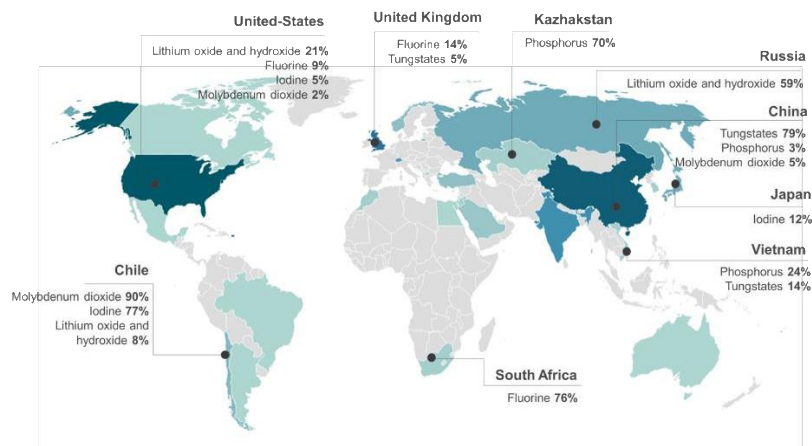 United-States
Lithium oxide and hydroxide 21%
Fluorine 9%
Iodine 5%
Molybdenum dioxide 2%
United Kingdom
Fluorine 14%
Tungstates 5%
Kazhakstan
Phosphorus 70%
Russia
Lithium oxide and hydroxide 59%
China
Tungstates 79%
Phosphorus 3%
Molybdenum dioxide 5%
Japan
Iodine 12%
Vietnam
Phosphorus 24%
Tungstates 14%
Chile
Molybdenum dioxide 90%
Iodine 77%
Lithium oxide and
hydroxide 8%
South Africa
Fluorine 76%